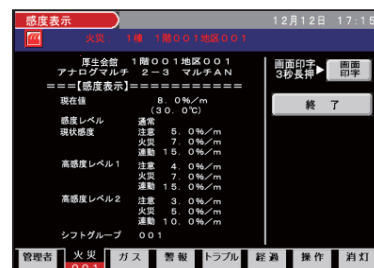 感度表示
12月12日 17:15
火災 1棟 1階001地区001
厚生会館 1階001地区001
アナログマルチ 2-3 マルチAN
===【感度表示】==========
現在値 8.0%/m
(30.0℃)
感度レベル 通常
現状感度 注意 5.0%/m
火災 7.0%/m
連動 15.0%/m
高感度レベル1 注意 4.0%/m
火災 7.0%/m
連動 15.0%/m
高感度レベル2 注意 3.0%/m
火災 5.0%/m
連動 10.0%/m
シフトグループ 001
画面印字
3秒長押▶
画面
印字
終 了
管理者 火災 ガス 警報 トラブル 経過 操作 消灯
001